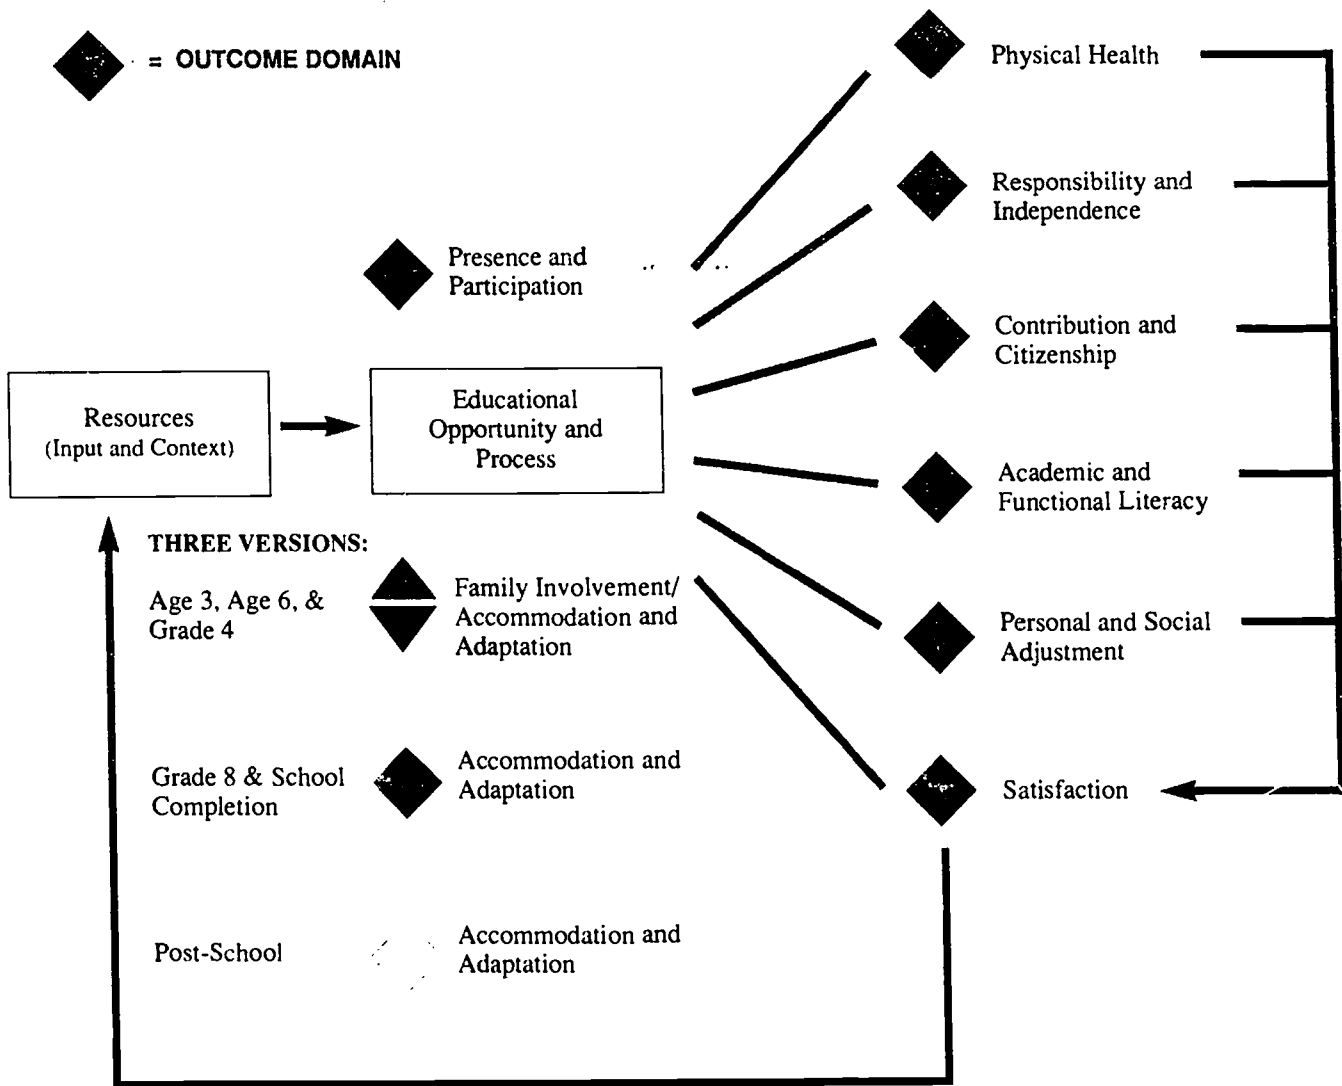 = OUTCOME DOMAIN
Physical Health
Responsibility and
Independence
Presence and
Participation
Contribution and
Citizenship
Resources
(Input and Context)
Educational
Opportunity and
Process
Academic and
Functional Literacy
THREE VERSIONS:
Age 3, Age 6, &
Grade 4
Family Involvement/
Accommodation and
Adaptation
Personal and Social
Adjustment
Grade 8 & School
Completion
Accommodation and
Adaptation
Satisfaction
Post-School
Accommodation and
Adaptation